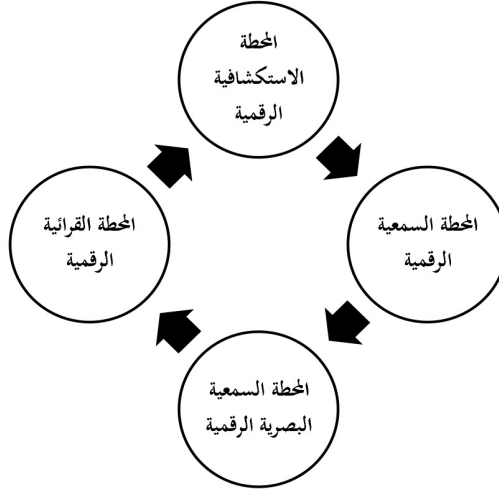 المحطة
الاستكشافية
الرقمية
المحطة السمعية
الرقمية
المحطة السمعية
البصرية الرقمية
المحطة القرائية
الرقمية